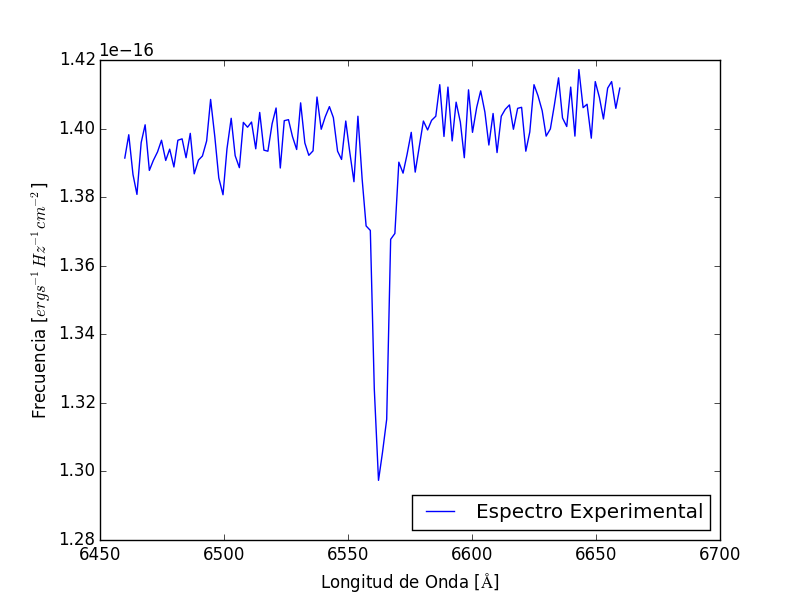 1e−16
1.42
1.40
1.38
1.36
1.34
1.32
1.30
1.28
Frecuencia [ergs⁻¹ Hz⁻¹ cm⁻²]
Espectro Experimental
6450 6500 6550 6600 6650 6700
Longitud de Onda [Å]